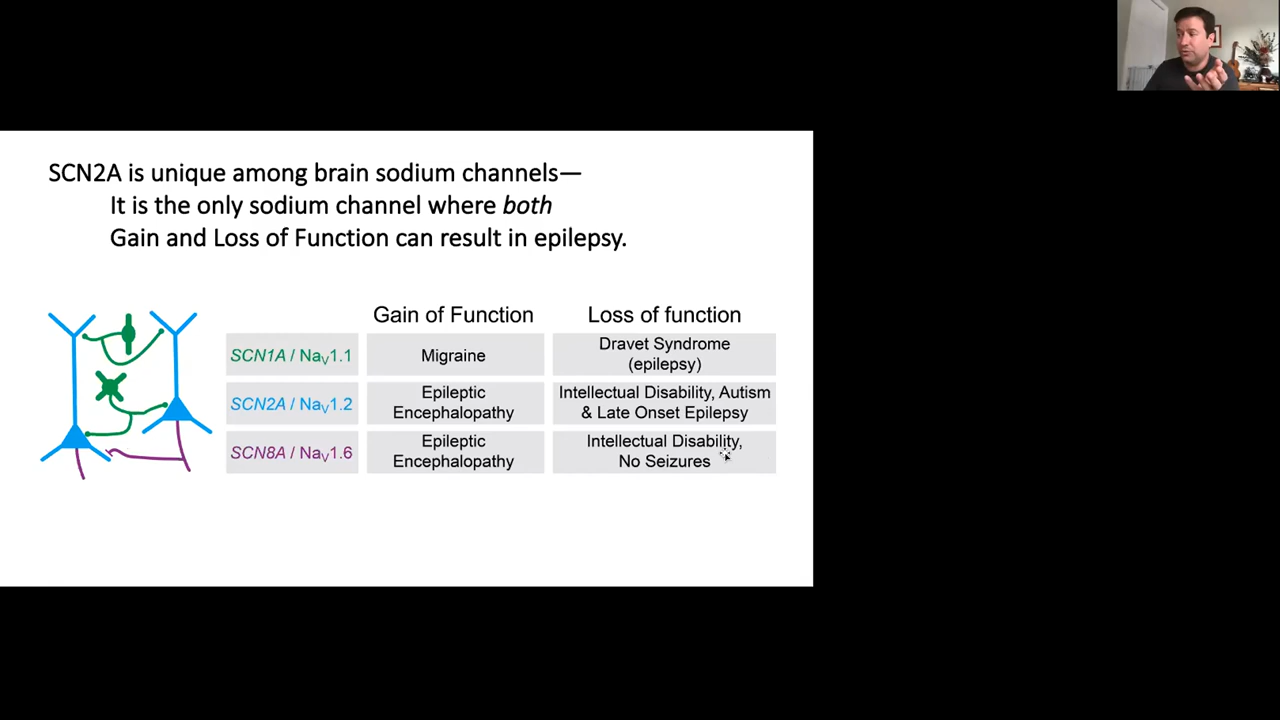 SCN2A is unique among brain sodium channels—
It is the only sodium channel where both
Gain and Loss of Function can result in epilepsy.
Gain of Function Loss of function
SCN1A / NaV1.1 Migraine Dravet Syndrome
(epilepsy)
SCN2A / NaV1.2 Epileptic
Encephalopathy Intellectual Disability, Autism
& Late Onset Epilepsy
SCN8A / NaV1.6 Epileptic
Encephalopathy Intellectual Disability,
No Seizures